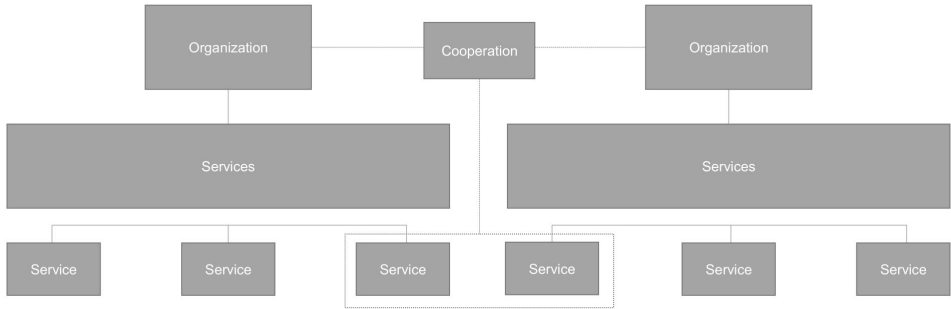 Organization
Cooperation
Organization
Services
Services
Service
Service
Service
Service
Service
Service